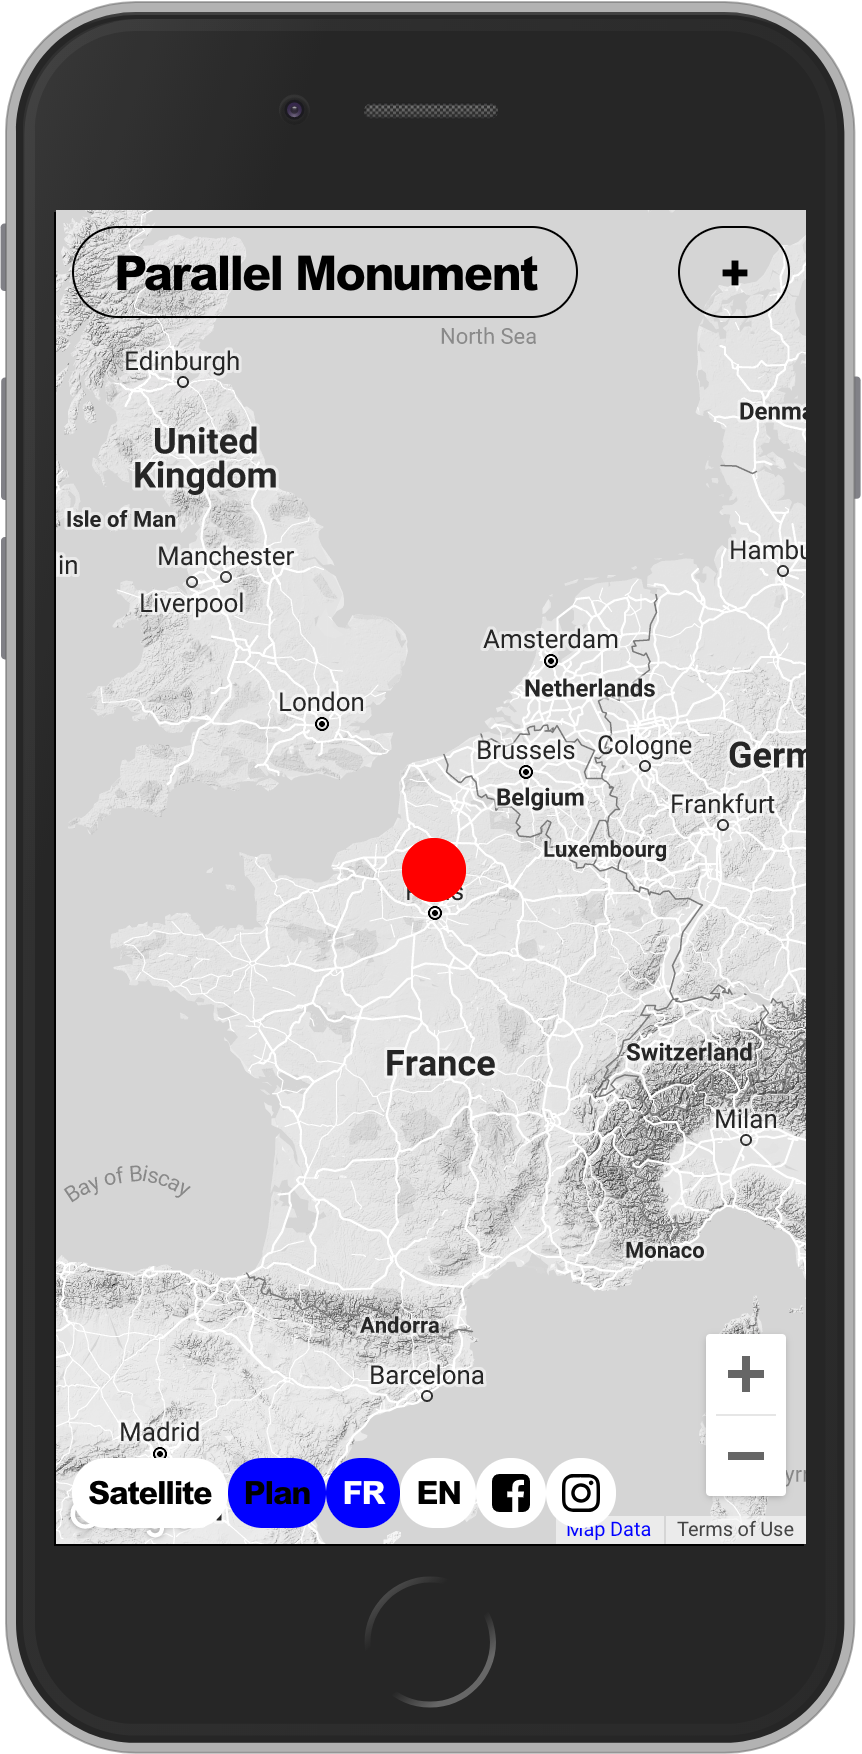 Parallel Monument
+
North Sea
Edinburgh
Denma
United
Kingdom
Isle of Man
in
Manchester
Hambu
Liverpool
Amsterdam
Netherlands
London
Brussels
Cologne
Germ
Belgium
Frankfurt
Luxembourg
France
Switzerland
Milan
Bay of Biscay
Monaco
Andorra
Barcelona
Madrid
+
−
Satellite
Plan
FR
EN
Map Data
Terms of Use